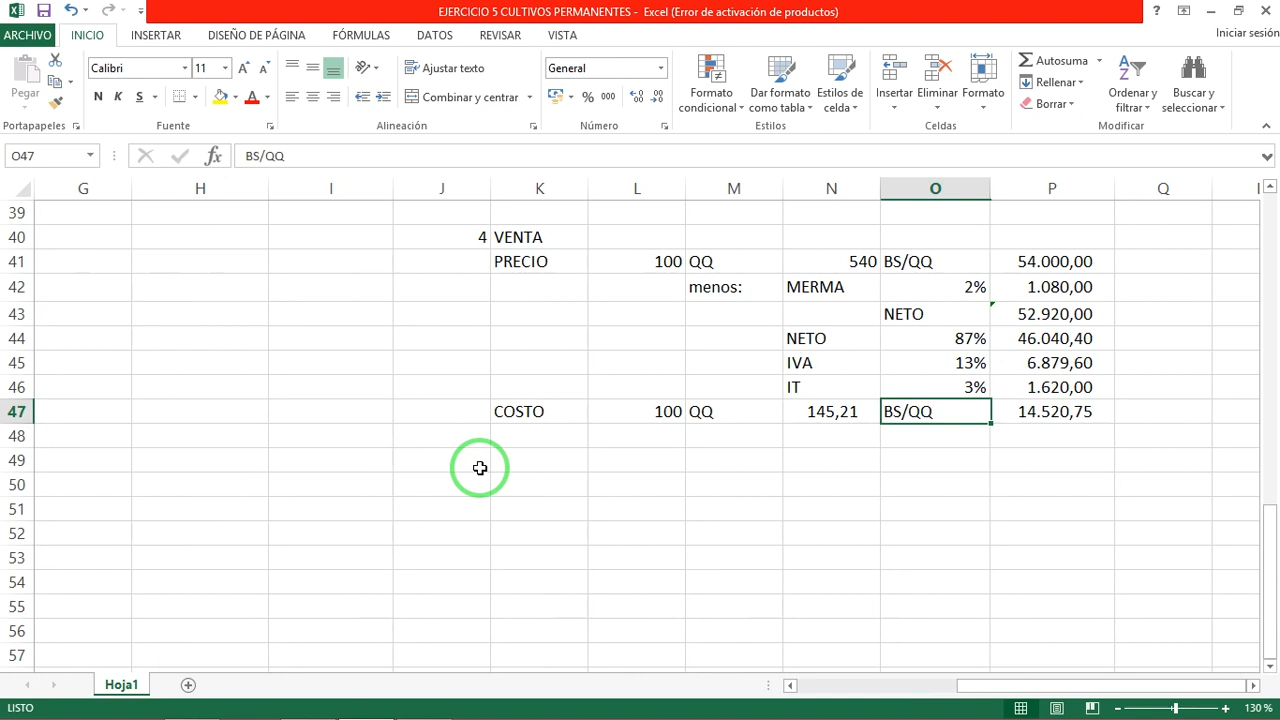 EJERCICIO 5 CULTIVOS PERMANENTES - Excel (Error de activación de productos)
ARCHIVO INICIO INSERTAR DISEÑO DE PÁGINA FÓRMULAS DATOS REVISAR VISTA Iniciar sesión
Pegar Calibri 11 Ajustar texto General Formato condicional Dar formato como tabla Estilos de celda Insertar Eliminar Formato Autosuma Rellenar Borrar Ordenar y filtrar Buscar y seleccionar
N K S Combinar y centrar % 000
Portapapeles Fuente Alineación Número Estilos Celdas Modificar
O47 fx BS/QQ
G H I J K L M N O P Q
39
40 4 VENTA
41 PRECIO 100 QQ 540 BS/QQ 54.000,00
42 menos: MERMA 2% 1.080,00
43 NETO 52.920,00
44 NETO 87% 46.040,40
45 IVA 13% 6.879,60
46 IT 3% 1.620,00
47 COSTO 100 QQ 145,21 BS/QQ 14.520,75
48
49
50
51
52
53
54
55
56
57
Hoja1
LISTO 130 %